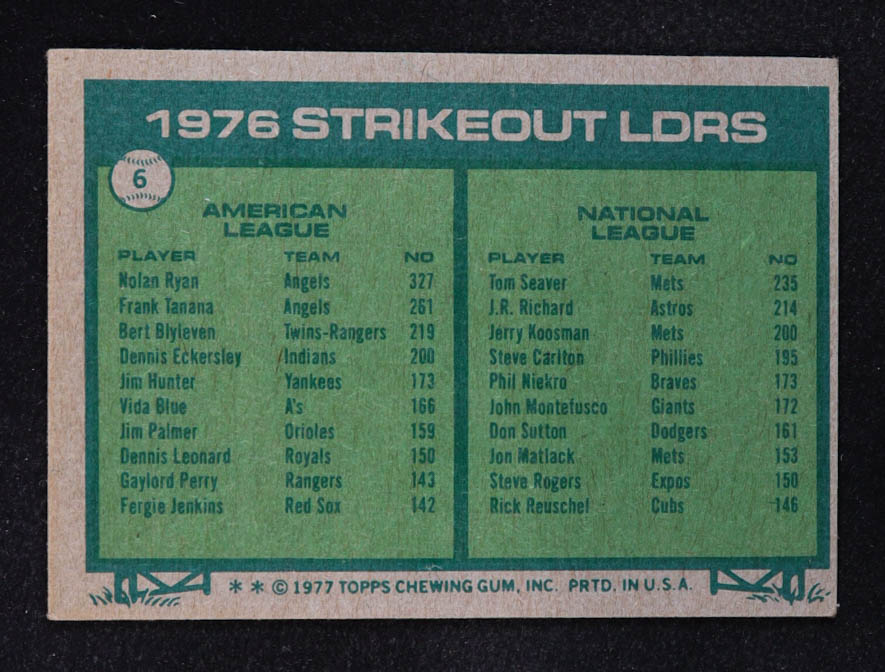 1976 STRIKEOUT LDRS
6
AMERICAN
LEAGUE
PLAYER TEAM NO
Nolan Ryan Angels 327
Frank Tanana Angels 261
Bert Blyleven Twins-Rangers 219
Dennis Eckersley Indians 200
Jim Hunter Yankees 173
Vida Blue A's 166
Jim Palmer Orioles 159
Dennis Leonard Royals 150
Gaylord Perry Rangers 143
Fergie Jenkins Red Sox 142
NATIONAL
LEAGUE
PLAYER TEAM NO
Tom Seaver Mets 235
J.R. Richard Astros 214
Jerry Koosman Mets 200
Steve Carlton Phillies 195
Phil Niekro Braves 173
John Montefusco Giants 172
Don Sutton Dodgers 161
Jon Matlack Mets 153
Steve Rogers Expos 150
Rick Reuschel Cubs 146
* * © 1977 TOPPS CHEWING GUM, INC. PRTD. IN U.S.A.